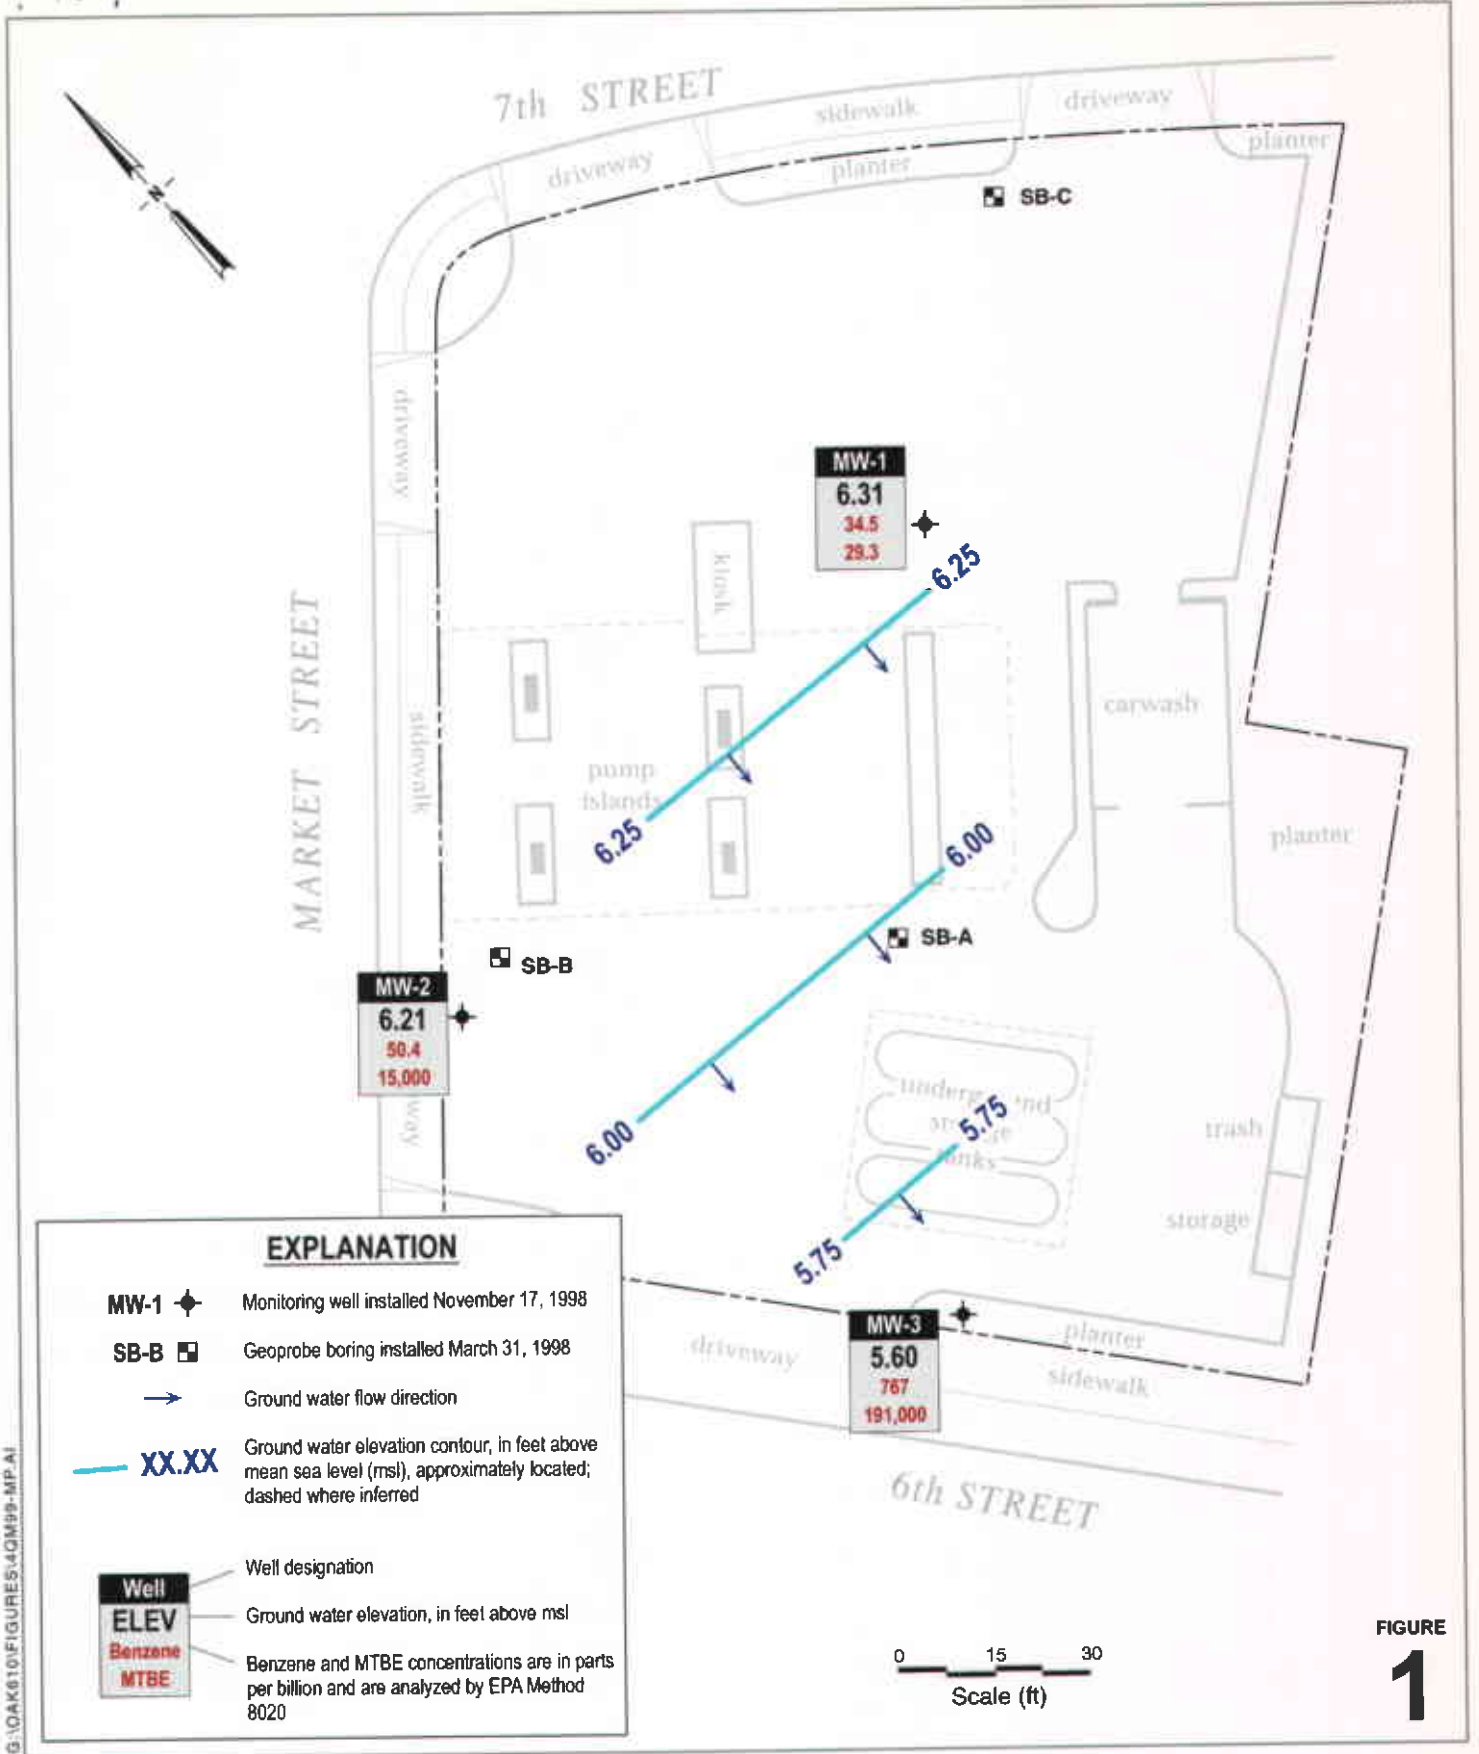 7th STREET
sidewalk
driveway
driveway
planter
planter
N
SB-C
driveway
MW-1
6.31
34.5
29.3
6.25
kiosk
MARKET STREET
sidewalk
carwash
pump
islands
6.25
planter
6.00
SB-A
SB-B
MW-2
6.21
50.4
15,000
way
6.00
tanks
5.75
trash
storage
5.75
EXPLANATION
MW-1 Monitoring well installed November 17, 1998
SB-B Geoprobe boring installed March 31, 1998
Ground water flow direction
XX.XX Ground water elevation contour, in feet above
mean sea level (msl), approximately located;
dashed where inferred
Well designation
Well
ELEV Ground water elevation, in feet above msl
Benzene
MTBE
Benzene and MTBE concentrations are in parts
per billion and are analyzed by EPA Method
8020
driveway
MW-3
5.60
767
191,000
planter
sidewalk
6th STREET
0 15 30
Scale (ft)
FIGURE
1
G:\OAK610\FIGURES\4QM99-MP.AI